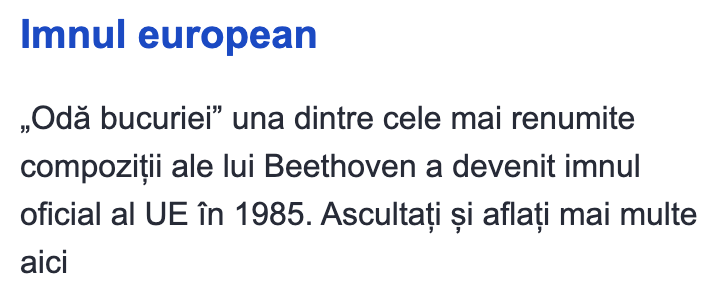 Imnul european
„Odă bucuriei” una dintre cele mai renumite
compoziții ale lui Beethoven a devenit imnul
oficial al UE în 1985. Ascultați și aflați mai multe
aici